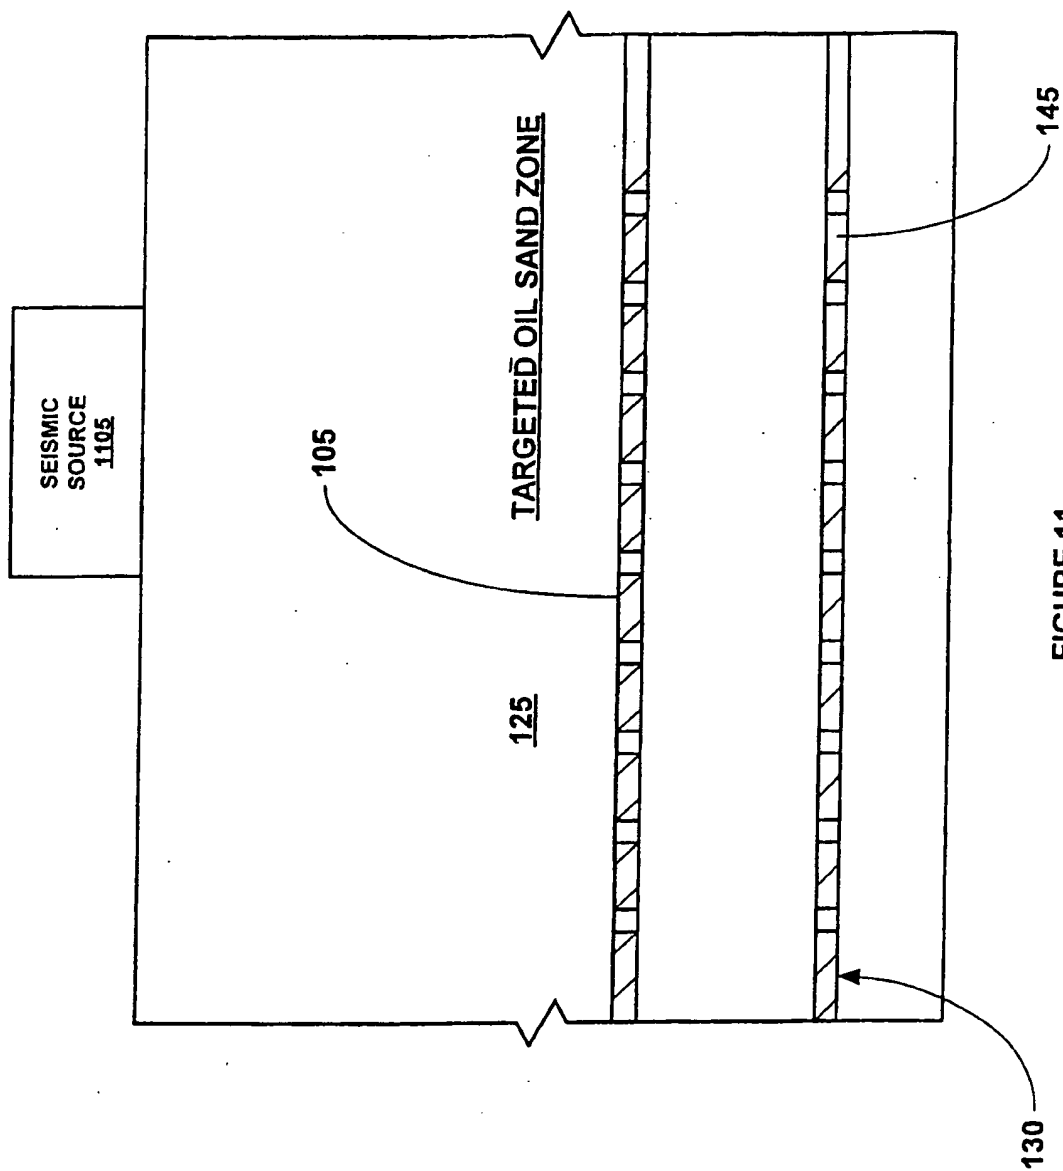 SEISMIC
SOURCE
1105
105
TARGETED OIL SAND ZONE
125
145
130
FIGURE 11